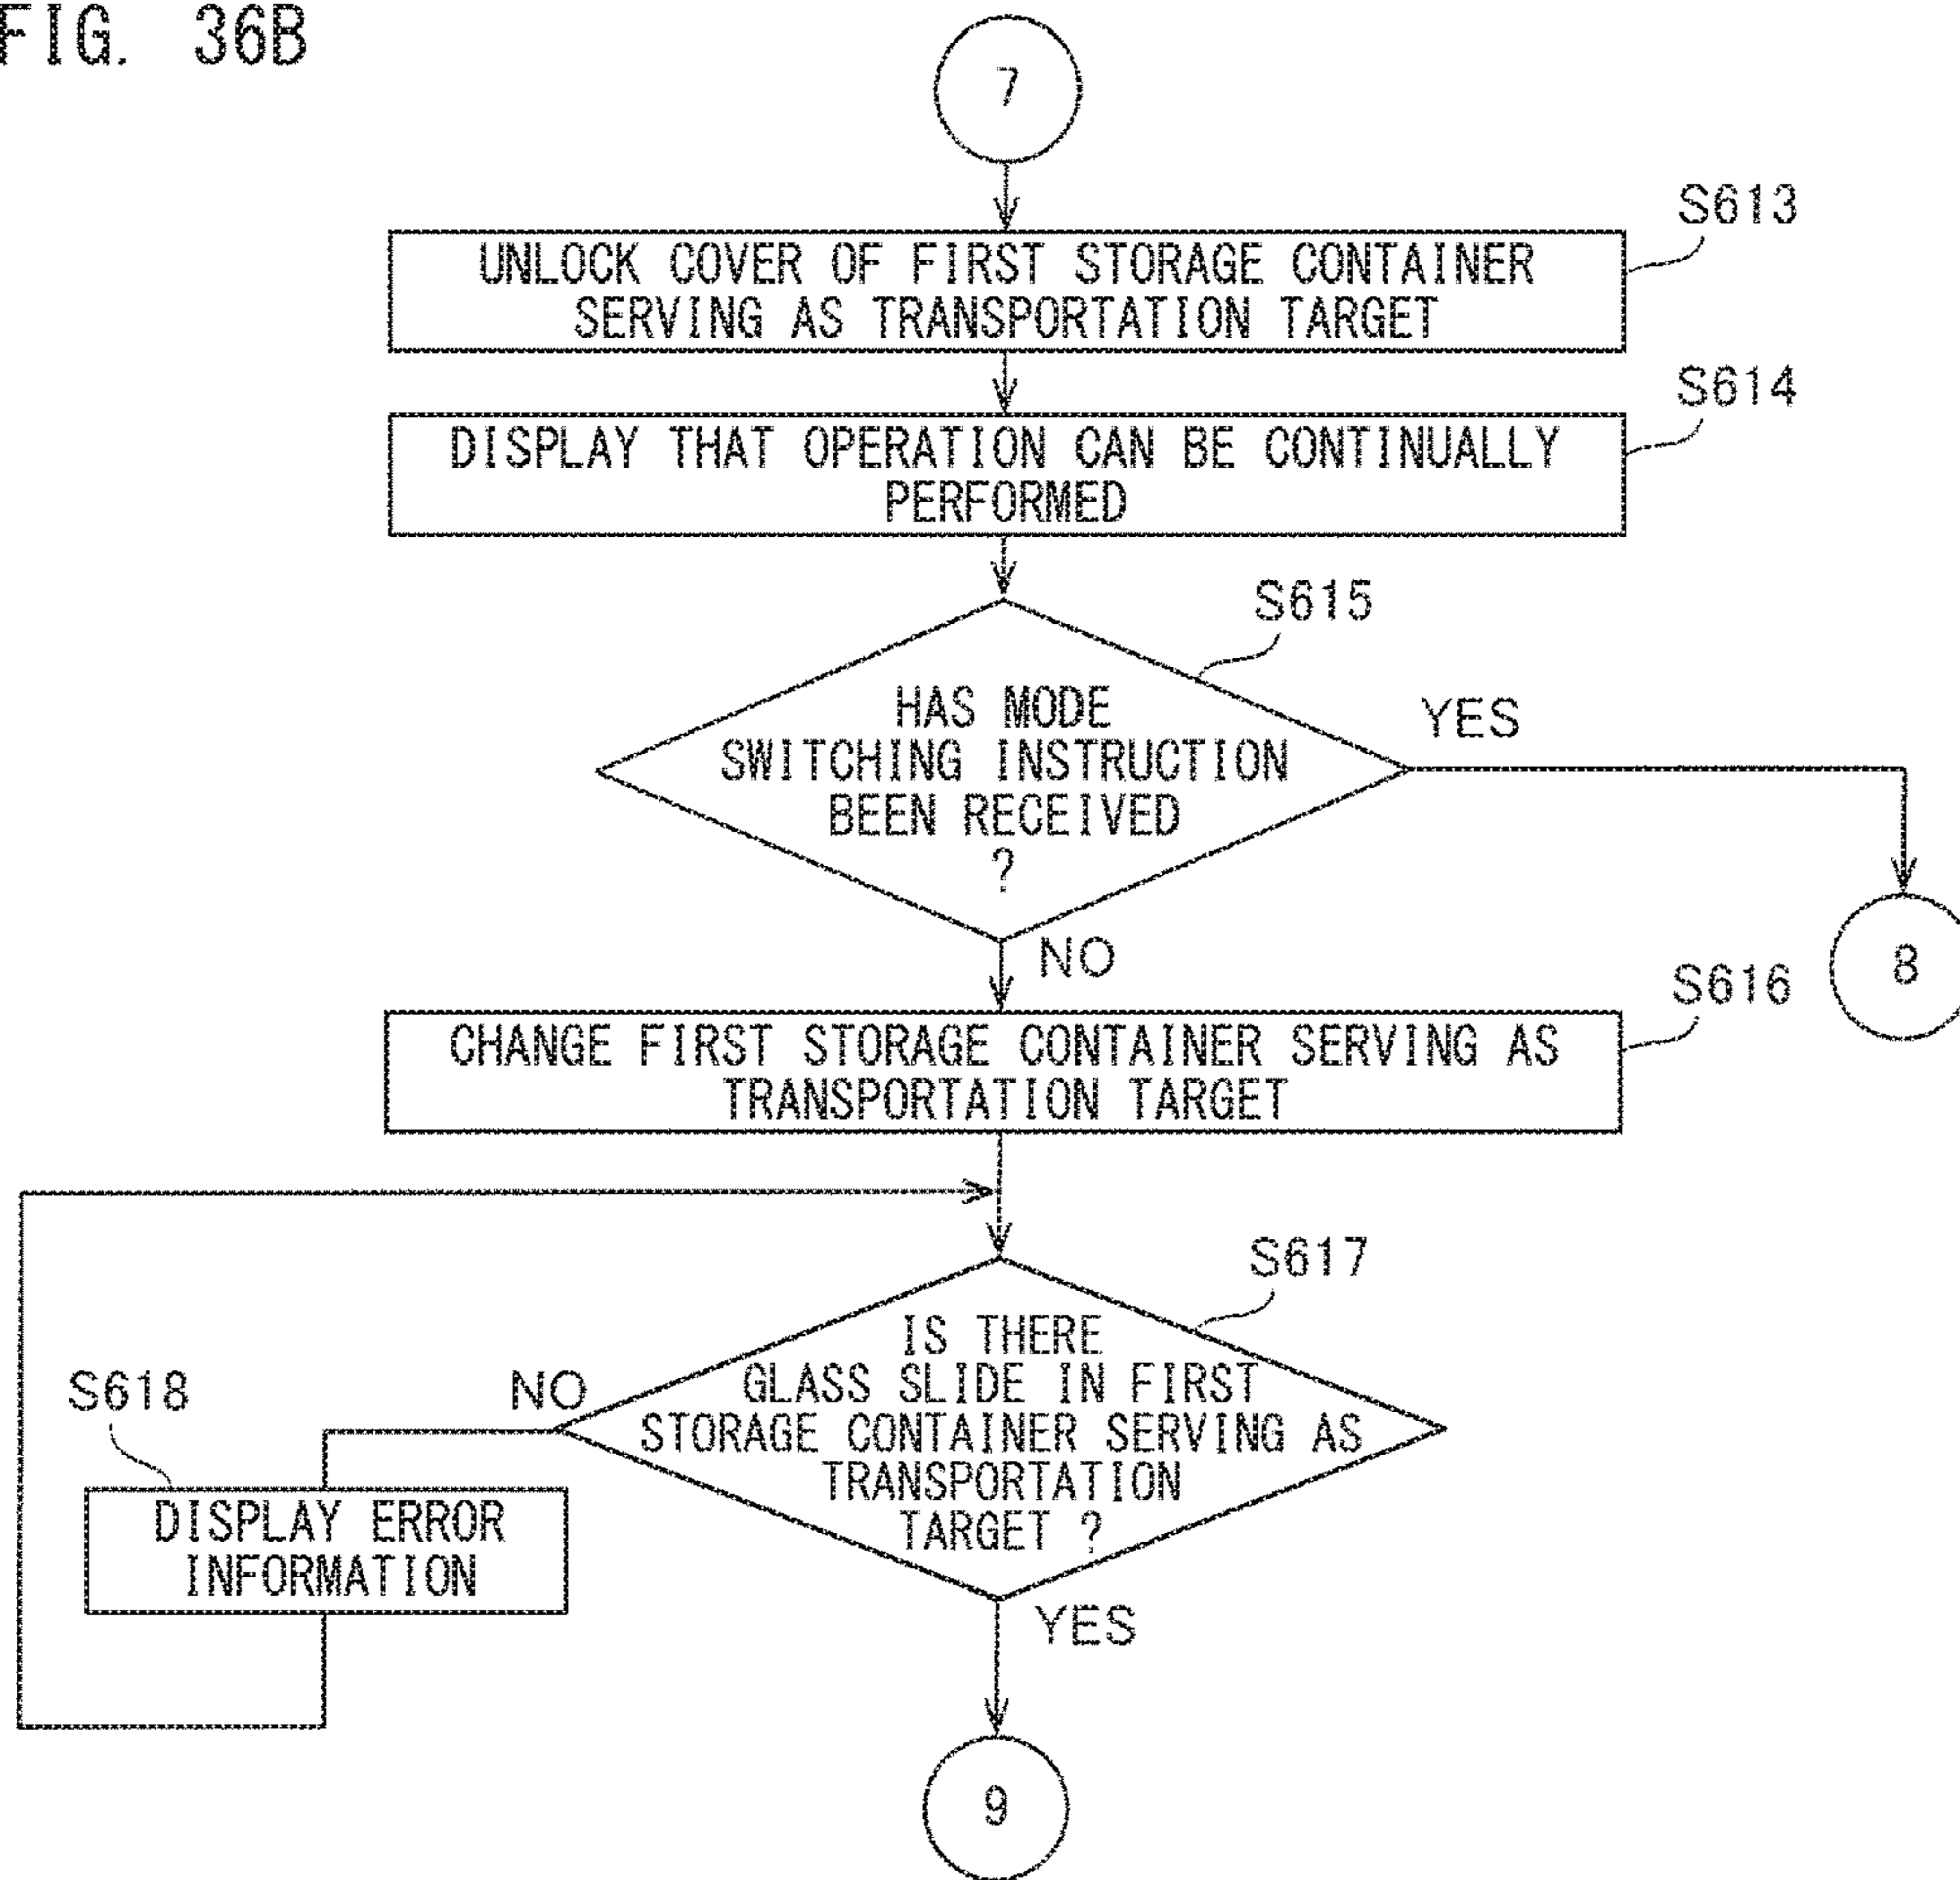 FIG. 36B
7
S613
UNLOCK COVER OF FIRST STORAGE CONTAINER
SERVING AS TRANSPORTATION TARGET
S614
DISPLAY THAT OPERATION CAN BE CONTINUALLY
PERFORMED
S615
HAS MODE
SWITCHING INSTRUCTION
BEEN RECEIVED
?
YES
8
NO
S616
CHANGE FIRST STORAGE CONTAINER SERVING AS
TRANSPORTATION TARGET
S617
IS THERE
GLASS SLIDE IN FIRST
STORAGE CONTAINER SERVING AS
TRANSPORTATION
TARGET ?
NO
S618
DISPLAY ERROR
INFORMATION
YES
9